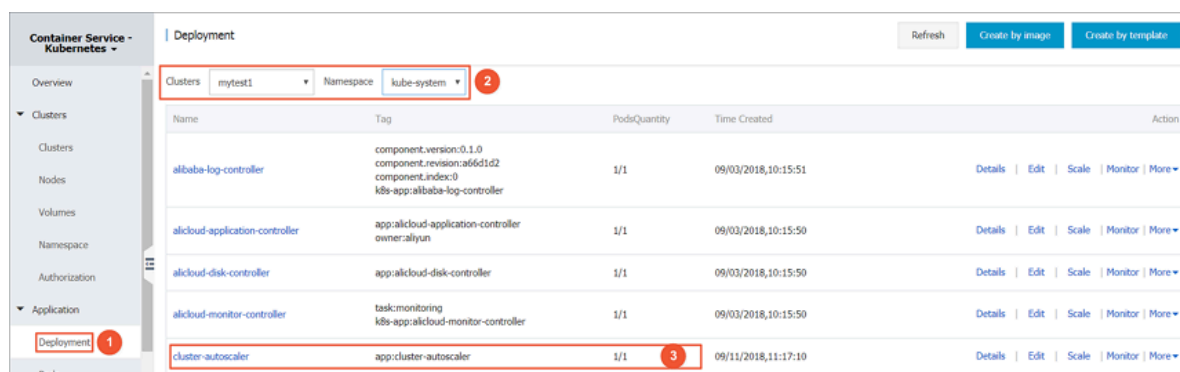 Container Service -
Kubernetes
Overview
Clusters
Clusters
Nodes
Volumes
Namespace
Authorization
Application
Deployment 1
Deployment
Refresh Create by image Create by template
Clusters mytest1 Namespace kube-system 2
Name Tag PodsQuantity Time Created Action
alibaba-log-controller
component.version:0.1.0
component.revision:a66d1d2
component.index:0
k8s-app:alibaba-log-controller
1/1 09/03/2018,10:15:51 Details | Edit | Scale | Monitor | More
alicloud-application-controller
app:alicloud-application-controller
owner:aliyun
1/1 09/03/2018,10:15:50 Details | Edit | Scale | Monitor | More
alicloud-disk-controller app:alicloud-disk-controller 1/1 09/03/2018,10:15:50 Details | Edit | Scale | Monitor | More
alicloud-monitor-controller
task:monitoring
k8s-app:alicloud-monitor-controller
1/1 09/03/2018,10:15:50 Details | Edit | Scale | Monitor | More
cluster-autoscaler app:cluster-autoscaler 1/1 3 09/11/2018,11:17:10 Details | Edit | Scale | Monitor | More